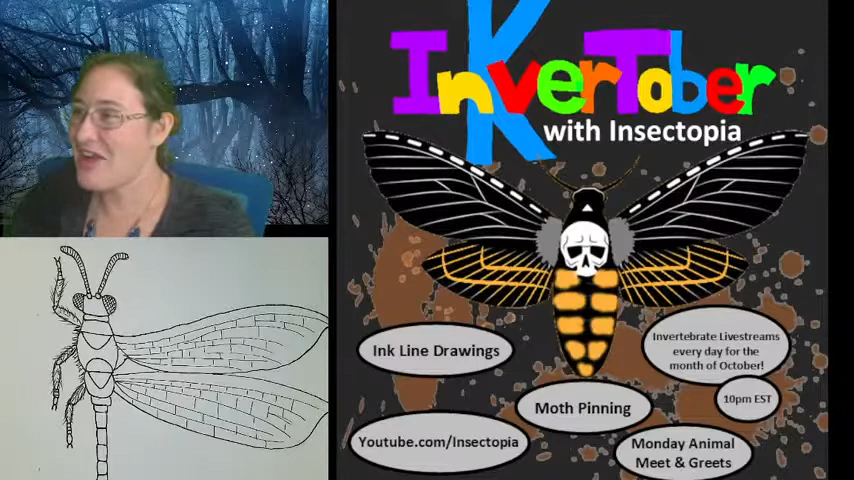 InKverTober
with Insectopia
Ink Line Drawings
Invertebrate Livestreams
every day for the
month of October!
10pm EST
Moth Pinning
Youtube.com/Insectopia
Monday Animal
Meet & Greets